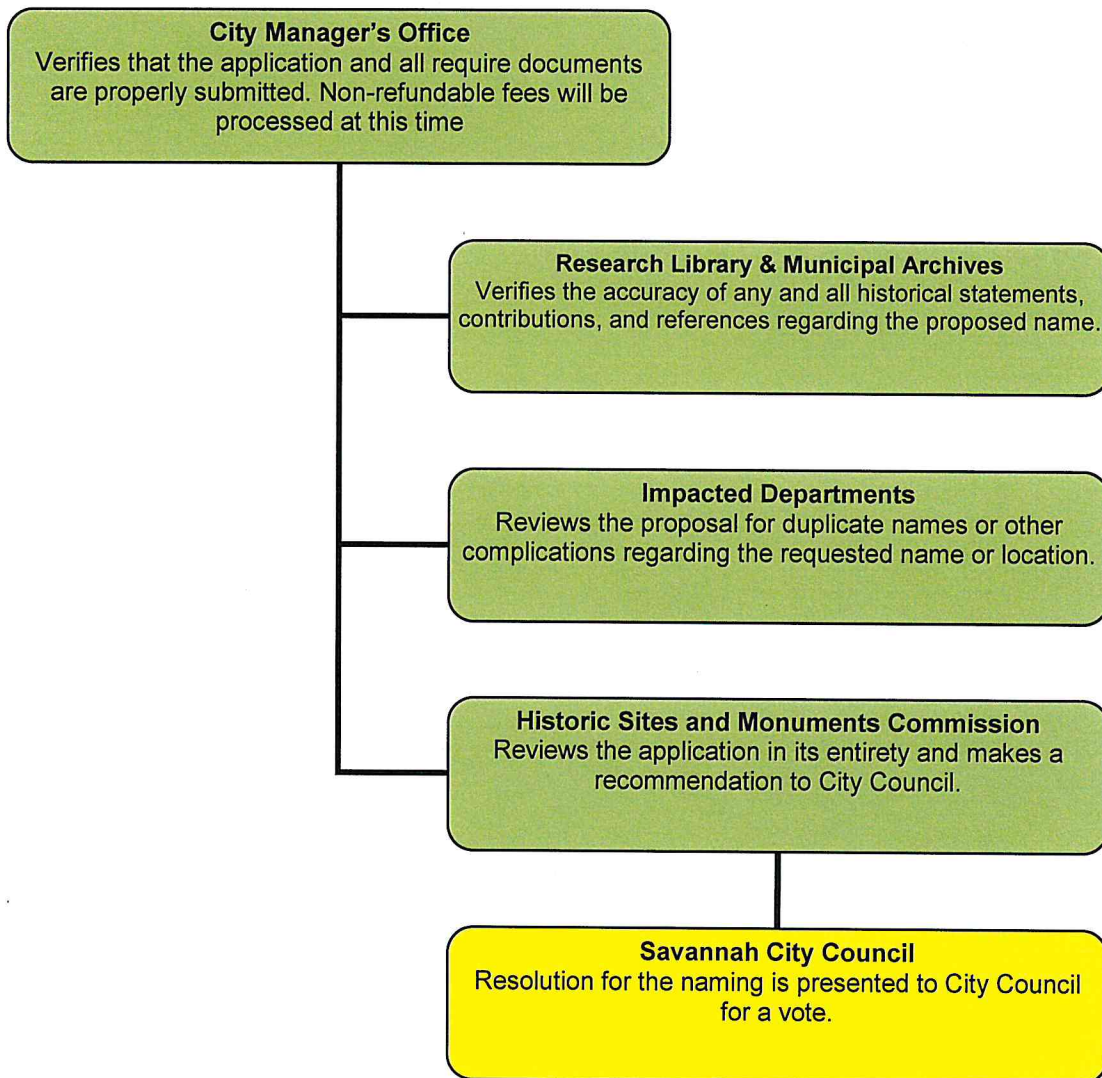 City Manager's Office
Verifies that the application and all require documents
are properly submitted. Non-refundable fees will be
processed at this time
Research Library & Municipal Archives
Verifies the accuracy of any and all historical statements,
contributions, and references regarding the proposed name.
Impacted Departments
Reviews the proposal for duplicate names or other
complications regarding the requested name or location.
Historic Sites and Monuments Commission
Reviews the application in its entirety and makes a
recommendation to City Council.
Savannah City Council
Resolution for the naming is presented to City Council
for a vote.